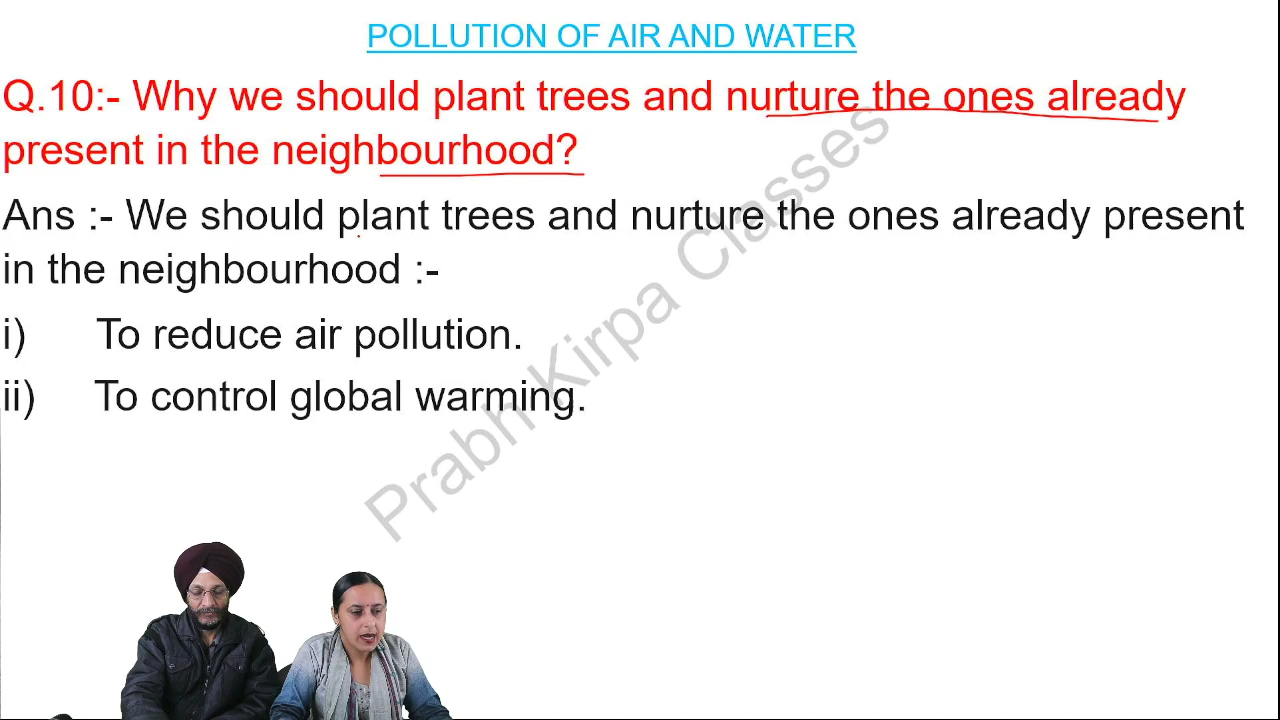 POLLUTION OF AIR AND WATER
Q.10:- Why we should plant trees and nurture the ones already
present in the neighbourhood?
Ans :- We should plant trees and nurture the ones already present
in the neighbourhood :-
i) To reduce air pollution.
ii) To control global warming.
Prabh Kirpa Classes